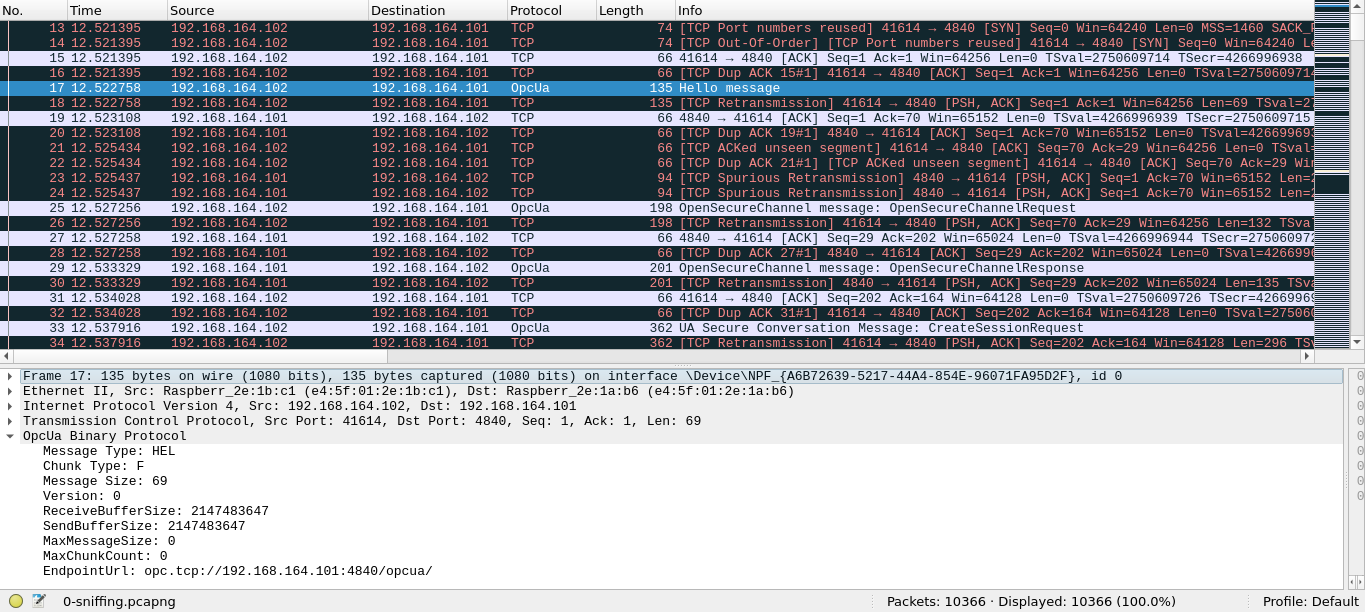 No. Time Source Destination Protocol Length Info
13 12.521395 192.168.164.102 192.168.164.101 TCP 74 [TCP Port numbers reused] 41614 → 4840 [SYN] Seq=0 Win=64240 Len=0 MSS=1460 SACK_
14 12.521395 192.168.164.102 192.168.164.101 TCP 74 [TCP Out-Of-Order] [TCP Port numbers reused] 41614 → 4840 [SYN] Seq=0 Win=64240 L
15 12.521395 192.168.164.102 192.168.164.101 TCP 66 41614 → 4840 [ACK] Seq=1 Ack=1 Win=64256 Len=0 TSval=2750609714 TSecr=4266996938
16 12.521395 192.168.164.102 192.168.164.101 TCP 66 [TCP Dup ACK 15#1] 41614 → 4840 [ACK] Seq=1 Ack=1 Win=64256 Len=0 TSval=2750609714
17 12.522758 192.168.164.102 192.168.164.101 OpcUa 135 Hello message
18 12.522758 192.168.164.102 192.168.164.101 TCP 135 [TCP Retransmission] 41614 → 4840 [PSH, ACK] Seq=1 Ack=1 Win=64256 Len=69 TSval=27
19 12.523108 192.168.164.101 192.168.164.102 TCP 66 4840 → 41614 [ACK] Seq=1 Ack=70 Win=65152 Len=0 TSval=4266996939 TSecr=2750609715
20 12.523108 192.168.164.101 192.168.164.102 TCP 66 [TCP Dup ACK 19#1] 4840 → 41614 [ACK] Seq=1 Ack=70 Win=65152 Len=0 TSval=426699693
21 12.525434 192.168.164.102 192.168.164.101 TCP 66 [TCP ACKed unseen segment] 41614 → 4840 [ACK] Seq=70 Ack=29 Win=64256 Len=0 TSval=
22 12.525434 192.168.164.102 192.168.164.101 TCP 66 [TCP Dup ACK 21#1] [TCP ACKed unseen segment] 41614 → 4840 [ACK] Seq=70 Ack=29 Wi
23 12.525437 192.168.164.101 192.168.164.102 TCP 94 [TCP Spurious Retransmission] 4840 → 41614 [PSH, ACK] Seq=1 Ack=70 Win=65152 Len=2
24 12.525437 192.168.164.101 192.168.164.102 TCP 94 [TCP Spurious Retransmission] 4840 → 41614 [PSH, ACK] Seq=1 Ack=70 Win=65152 Len=2
25 12.527256 192.168.164.102 192.168.164.101 OpcUa 198 OpenSecureChannel message: OpenSecureChannelRequest
26 12.527256 192.168.164.102 192.168.164.101 TCP 198 [TCP Retransmission] 41614 → 4840 [PSH, ACK] Seq=70 Ack=29 Win=64256 Len=132 TSva
27 12.527258 192.168.164.101 192.168.164.102 TCP 66 4840 → 41614 [ACK] Seq=29 Ack=202 Win=65024 Len=0 TSval=4266996944 TSecr=275060972
28 12.527258 192.168.164.101 192.168.164.102 TCP 66 [TCP Dup ACK 27#1] 4840 → 41614 [ACK] Seq=29 Ack=202 Win=65024 Len=0 TSval=4266996
29 12.533329 192.168.164.101 192.168.164.102 OpcUa 201 OpenSecureChannel message: OpenSecureChannelResponse
30 12.533329 192.168.164.101 192.168.164.102 TCP 201 [TCP Retransmission] 4840 → 41614 [PSH, ACK] Seq=29 Ack=202 Win=65024 Len=135 TSv
31 12.534028 192.168.164.102 192.168.164.101 TCP 66 41614 → 4840 [ACK] Seq=202 Ack=164 Win=64128 Len=0 TSval=2750609726 TSecr=42669969
32 12.534028 192.168.164.102 192.168.164.101 TCP 66 [TCP Dup ACK 31#1] 41614 → 4840 [ACK] Seq=202 Ack=164 Win=64128 Len=0 TSval=27506
33 12.537916 192.168.164.102 192.168.164.101 OpcUa 362 UA Secure Conversation Message: CreateSessionRequest
34 12.537916 192.168.164.102 192.168.164.101 TCP 362 [TCP Retransmission] 41614 → 4840 [PSH, ACK] Seq=202 Ack=164 Win=64128 Len=296 TS
Frame 17: 135 bytes on wire (1080 bits), 135 bytes captured (1080 bits) on interface \Device\NPF_{A6B72639-5217-44A4-854E-96071FA95D2F}, id 0
Ethernet II, Src: Raspberr_2e:1b:c1 (e4:5f:01:2e:1b:c1), Dst: Raspberr_2e:1a:b6 (e4:5f:01:2e:1a:b6)
Internet Protocol Version 4, Src: 192.168.164.102, Dst: 192.168.164.101
Transmission Control Protocol, Src Port: 41614, Dst Port: 4840, Seq: 1, Ack: 1, Len: 69
OpcUa Binary Protocol
Message Type: HEL
Chunk Type: F
Message Size: 69
Version: 0
ReceiveBufferSize: 2147483647
SendBufferSize: 2147483647
MaxMessageSize: 0
MaxChunkCount: 0
EndpointUrl: opc.tcp://192.168.164.101:4840/opcua/
0-sniffing.pcapng Packets: 10366 · Displayed: 10366 (100.0%) Profile: Default